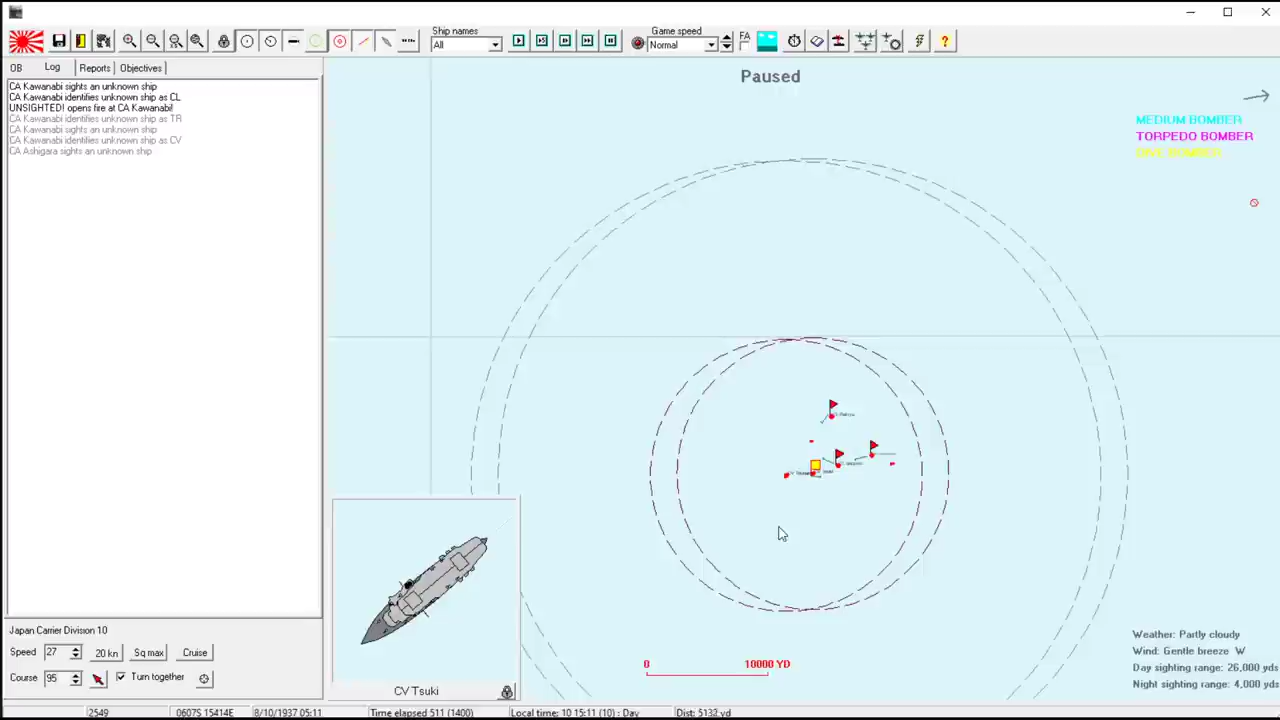 Ship names
Game speed
All
FA
Normal
OB
Log
Reports
Objectives
Paused
CA Kawanabi sights an unknown ship
CA Kawanabi identifies unknown ship as CL
UNSIGHTED! opens fire at CA Kawanabi!
CA Kawanabi identifies unknown ship as TR
CA Kawanabi sights an unknown ship
CA Kawanabi identifies unknown ship as CV
CA Ashigara sights an unknown ship
MEDIUM BOMBER
TORPEDO BOMBER
DIVE BOMBER
Japan Carrier Division 10
Speed
27
20 kn
Sq max
Cruise
Course
95
Turn together
CV Tsuki
0
10000 YD
Weather: Partly cloudy
Wind: Gentle breeze W
Day sighting range: 26,000 yds
Night sighting range: 4,000 yds
2549
0607S 15414E
8/10/1937 05:11
Time elapsed 511 (1400)
Local time: 10 15:11 (10) : Day
Dist: 5132 yd